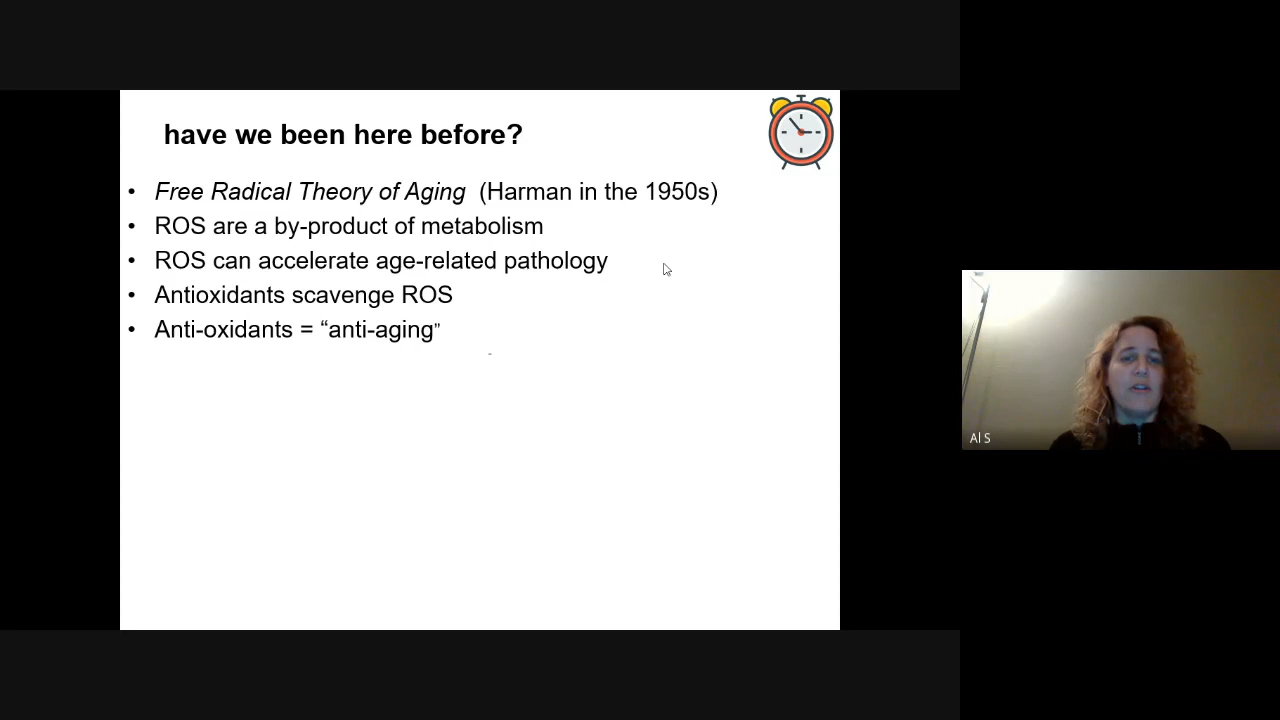 have we been here before?
• Free Radical Theory of Aging (Harman in the 1950s)
• ROS are a by-product of metabolism
• ROS can accelerate age-related pathology
• Antioxidants scavenge ROS
• Anti-oxidants = “anti-aging”
Al S